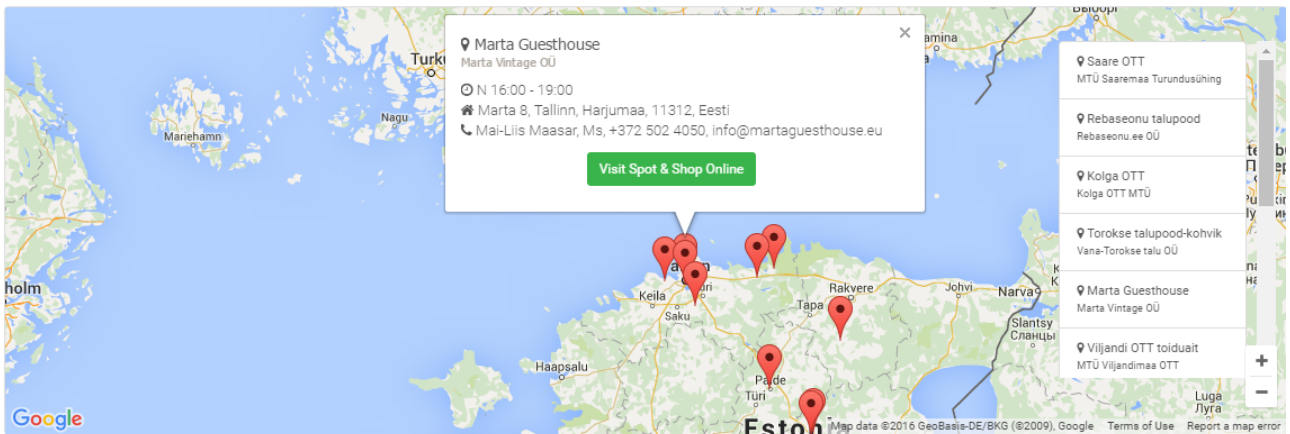 Marta Guesthouse
Marta Vintage OÜ
N 16:00 - 19:00
Marta 8, Tallinn, Harjumaa, 11312, Eesti
Mai-Liis Maasar, Ms, +372 502 4050, info@martaguesthouse.eu
Visit Spot & Shop Online
Saare OTT
MTÜ Saaremaa Turundusühing
Rebaseonu talupood
Rebaseonu.ee OÜ
Kolga OTT
Kolga OTT MTÜ
Torokse talupood-kohvik
Vana-Torokse talu OÜ
Marta Guesthouse
Marta Vintage OÜ
Viljandi OTT toiduait
MTÜ Viljandimaa OTT
Nagu
Mariehamn
holm
Keila
Saku
Rakvere
Tapa
Johvi
Narva
Slantsy
Сланцы
Haapsalu
Paide
Türi
Luga
Луга
Google
Map data ©2016 GeoBasis-DE/BKG (©2009), Google
Terms of Use
Report a map error